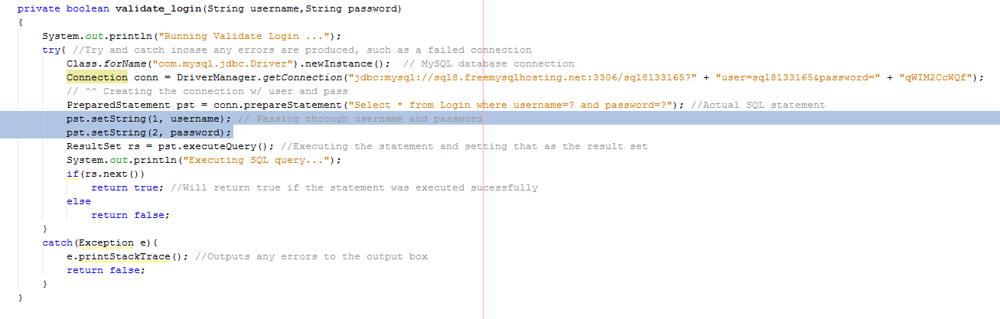 private boolean validate_login(String username,String password)
{
System.out.println("Running Validate Login ...");
try{ //Try and catch incase any errors are produced, such as a failed connection
Class.forName("com.mysql.jdbc.Driver").newInstance();  // MySQL database connection
Connection conn = DriverManager.getConnection("jdbc:mysql://sql8.freemysqlhosting.net:3306/sql8133165?" + "user=sql8133165&password=" + "qWIM2CcWQf");
// ^^ Creating the connection w/ user and pass
PreparedStatement pst = conn.prepareStatement("Select * from Login where username=? and password=?"); //Actual SQL statement
pst.setString(1, username); // Passing through username and password
pst.setString(2, password);
ResultSet rs = pst.executeQuery(); //Executing the statement and setting that as the result set
System.out.println("Executing SQL query...");
if(rs.next())
return true; //Will return true if the statement was executed sucessfully
else
return false;
}
catch(Exception e){
e.printStackTrace(); //Outputs any errors to the output box
return false;
}
}